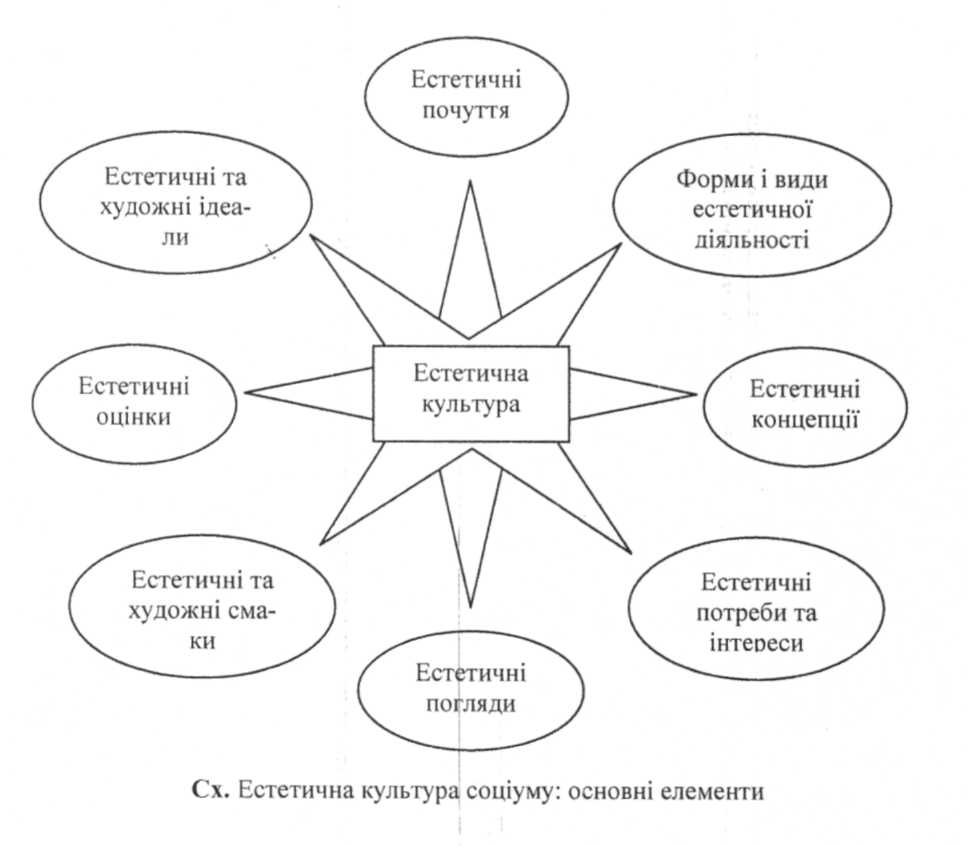 Естетичні
почуття
Естетичні та
художні ідеа-
ли
Форми і види
естетичної
діяльності
Естетичні
оцінки
Естетична
культура
Естетичні
концепції
Естетичні та
художні сма-
ки
Естетичні
потреби та
інтереси
Естетичні
погляди
Сх. Естетична культура соціуму: основні елементи